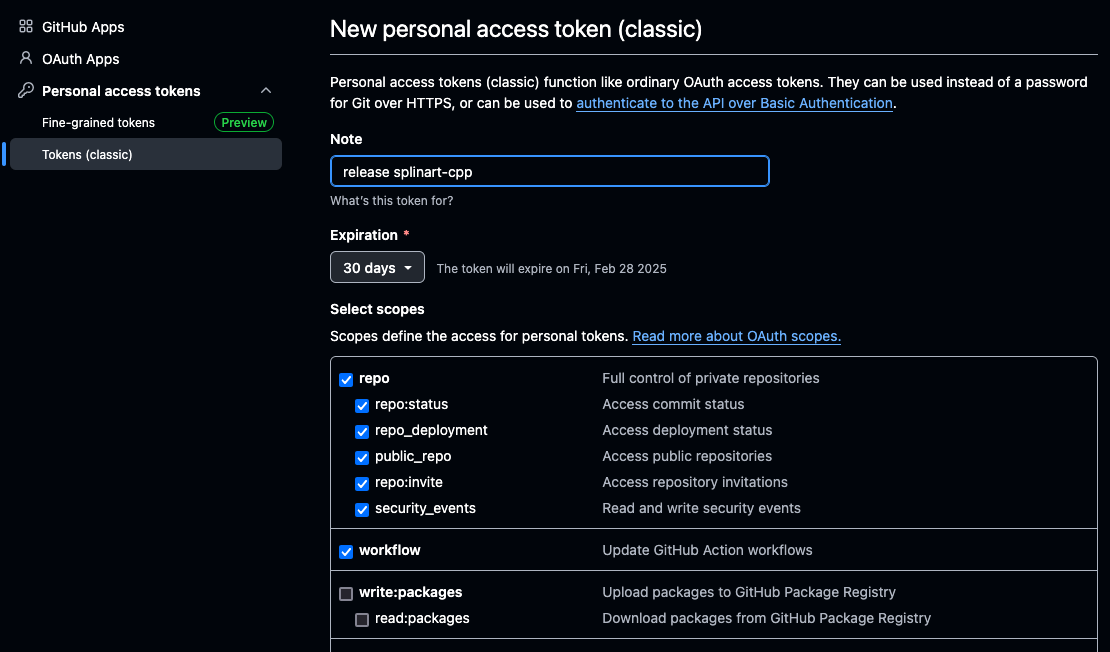 GitHub Apps
OAuth Apps
Personal access tokens
Fine-grained tokens Preview
Tokens (classic)
New personal access token (classic)
Personal access tokens (classic) function like ordinary OAuth access tokens. They can be used instead of a password
for Git over HTTPS, or can be used to authenticate to the API over Basic Authentication.
Note
release splinart-cpp
What's this token for?
Expiration *
30 days The token will expire on Fri, Feb 28 2025
Select scopes
Scopes define the access for personal tokens. Read more about OAuth scopes.
repo Full control of private repositories
repo:status Access commit status
repo_deployment Access deployment status
public_repo Access public repositories
repo:invite Access repository invitations
security_events Read and write security events
workflow Update GitHub Action workflows
write:packages Upload packages to GitHub Package Registry
read:packages Download packages from GitHub Package Registry